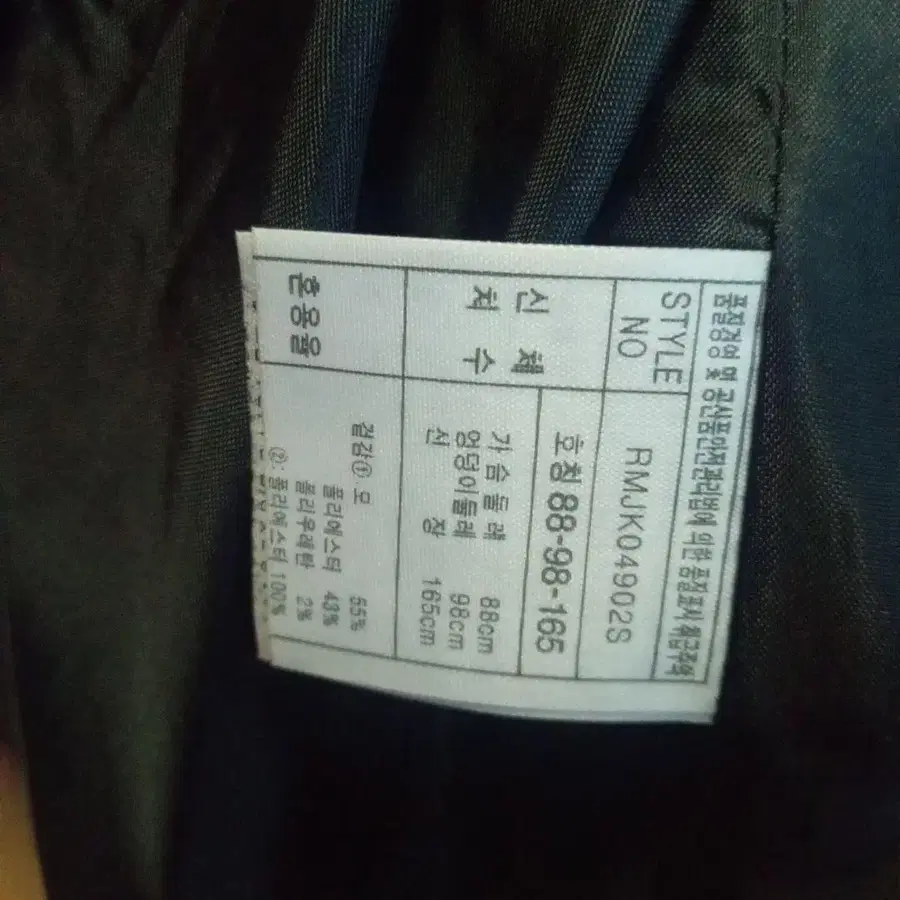 품질경영 및 공산품안전관리법에 의한 품질표시
STYLE NO RMJK04902S
신체 치수
호칭 88-98-165
가슴둘레 88cm
엉덩이둘레 98cm
신 장 165cm
혼용율
겉감①: 모 55%
폴리에스터 43%
폴리우레탄 2%
②: 폴리에스터 100%